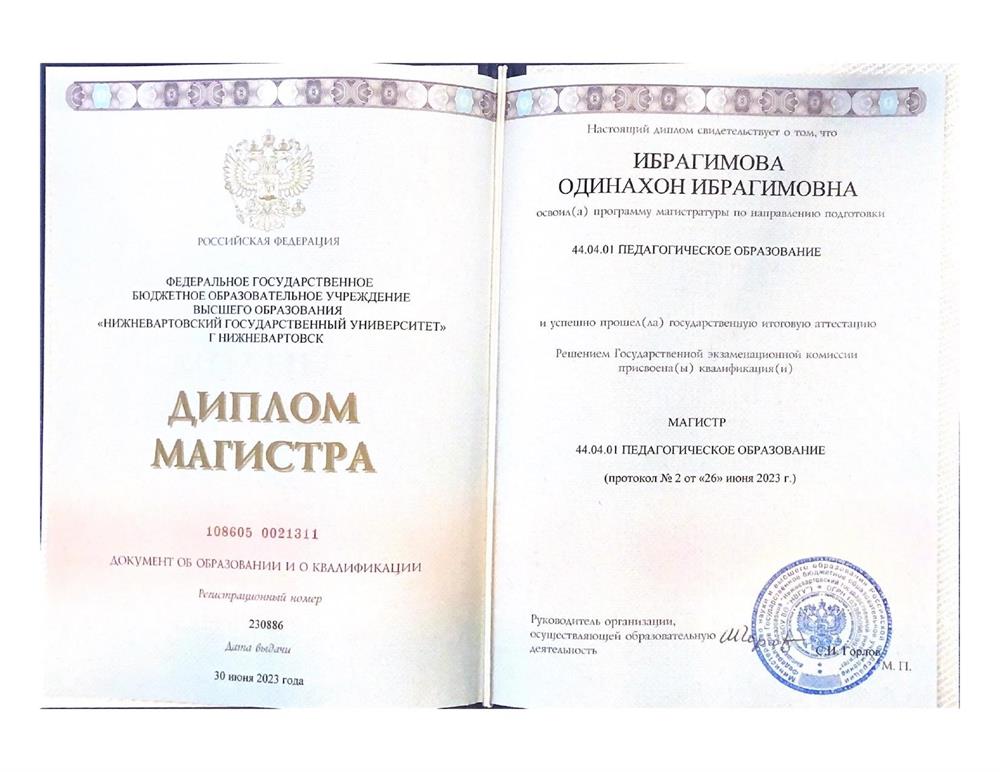 РОССИЙСКАЯ ФЕДЕРАЦИЯ
ФЕДЕРАЛЬНОЕ ГОСУДАРСТВЕННОЕ
БЮДЖЕТНОЕ ОБРАЗОВАТЕЛЬНОЕ УЧРЕЖДЕНИЕ
ВЫСШЕГО ОБРАЗОВАНИЯ
«НИЖНЕВАРТОВСКИЙ ГОСУДАРСТВЕННЫЙ УНИВЕРСИТЕТ»
Г НИЖНЕВАРТОВСК
ДИПЛОМ
МАГИСТРА
108605 0021311
ДОКУМЕНТ ОБ ОБРАЗОВАНИИ И О КВАЛИФИКАЦИИ
Регистрационный номер
230886
Дата выдачи
30 июня 2023 года
Настоящий диплом свидетельствует о том, что
ИБРАГИМОВА
ОДИНАХОН ИБРАГИМОВНА
освоил(а) программу магистратуры по направлению подготовки
44.04.01 ПЕДАГОГИЧЕСКОЕ ОБРАЗОВАНИЕ
и успешно прошел(ла) государственную итоговую аттестацию
Решением Государственной экзаменационной комиссии
присвоена(ы) квалификация(и)
МАГИСТР
44.04.01 ПЕДАГОГИЧЕСКОЕ ОБРАЗОВАНИЕ
(протокол № 2 от «26» июня 2023 г.)
Руководитель организации,
осуществляющей образовательную
деятельность
С.И. Горлов
М. П.